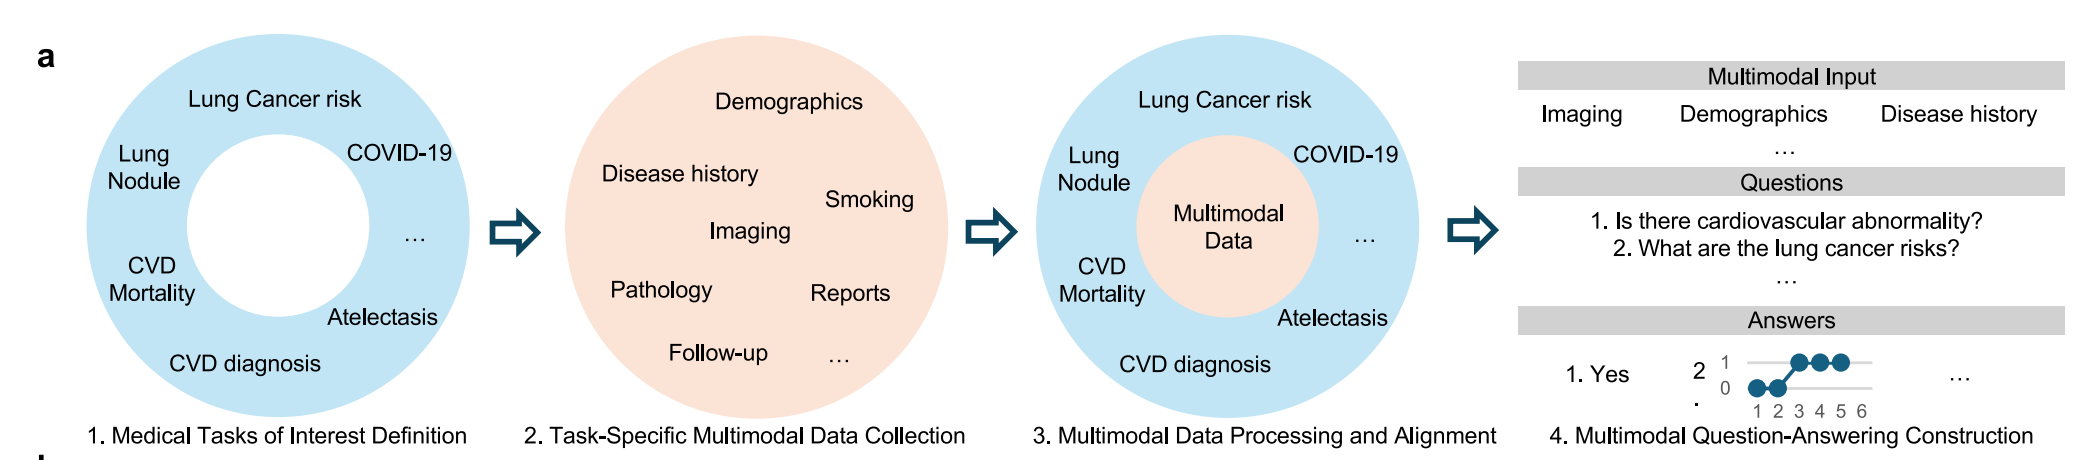 a
Lung Cancer risk
Lung
Nodule
COVID-19
...
CVD
Mortality
Atelectasis
CVD diagnosis
1. Medical Tasks of Interest Definition
Demographics
Disease history
Smoking
Imaging
Pathology
Reports
Follow-up
...
2. Task-Specific Multimodal Data Collection
Lung Cancer risk
Lung
Nodule
COVID-19
Multimodal
Data
...
CVD
Mortality
Atelectasis
CVD diagnosis
3. Multimodal Data Processing and Alignment
Multimodal Input
Imaging Demographics Disease history
...
Questions
1. Is there cardiovascular abnormality?
2. What are the lung cancer risks?
...
Answers
1. Yes
2
.
1
0
1 2 3 4 5 6
...
4. Multimodal Question-Answering Construction